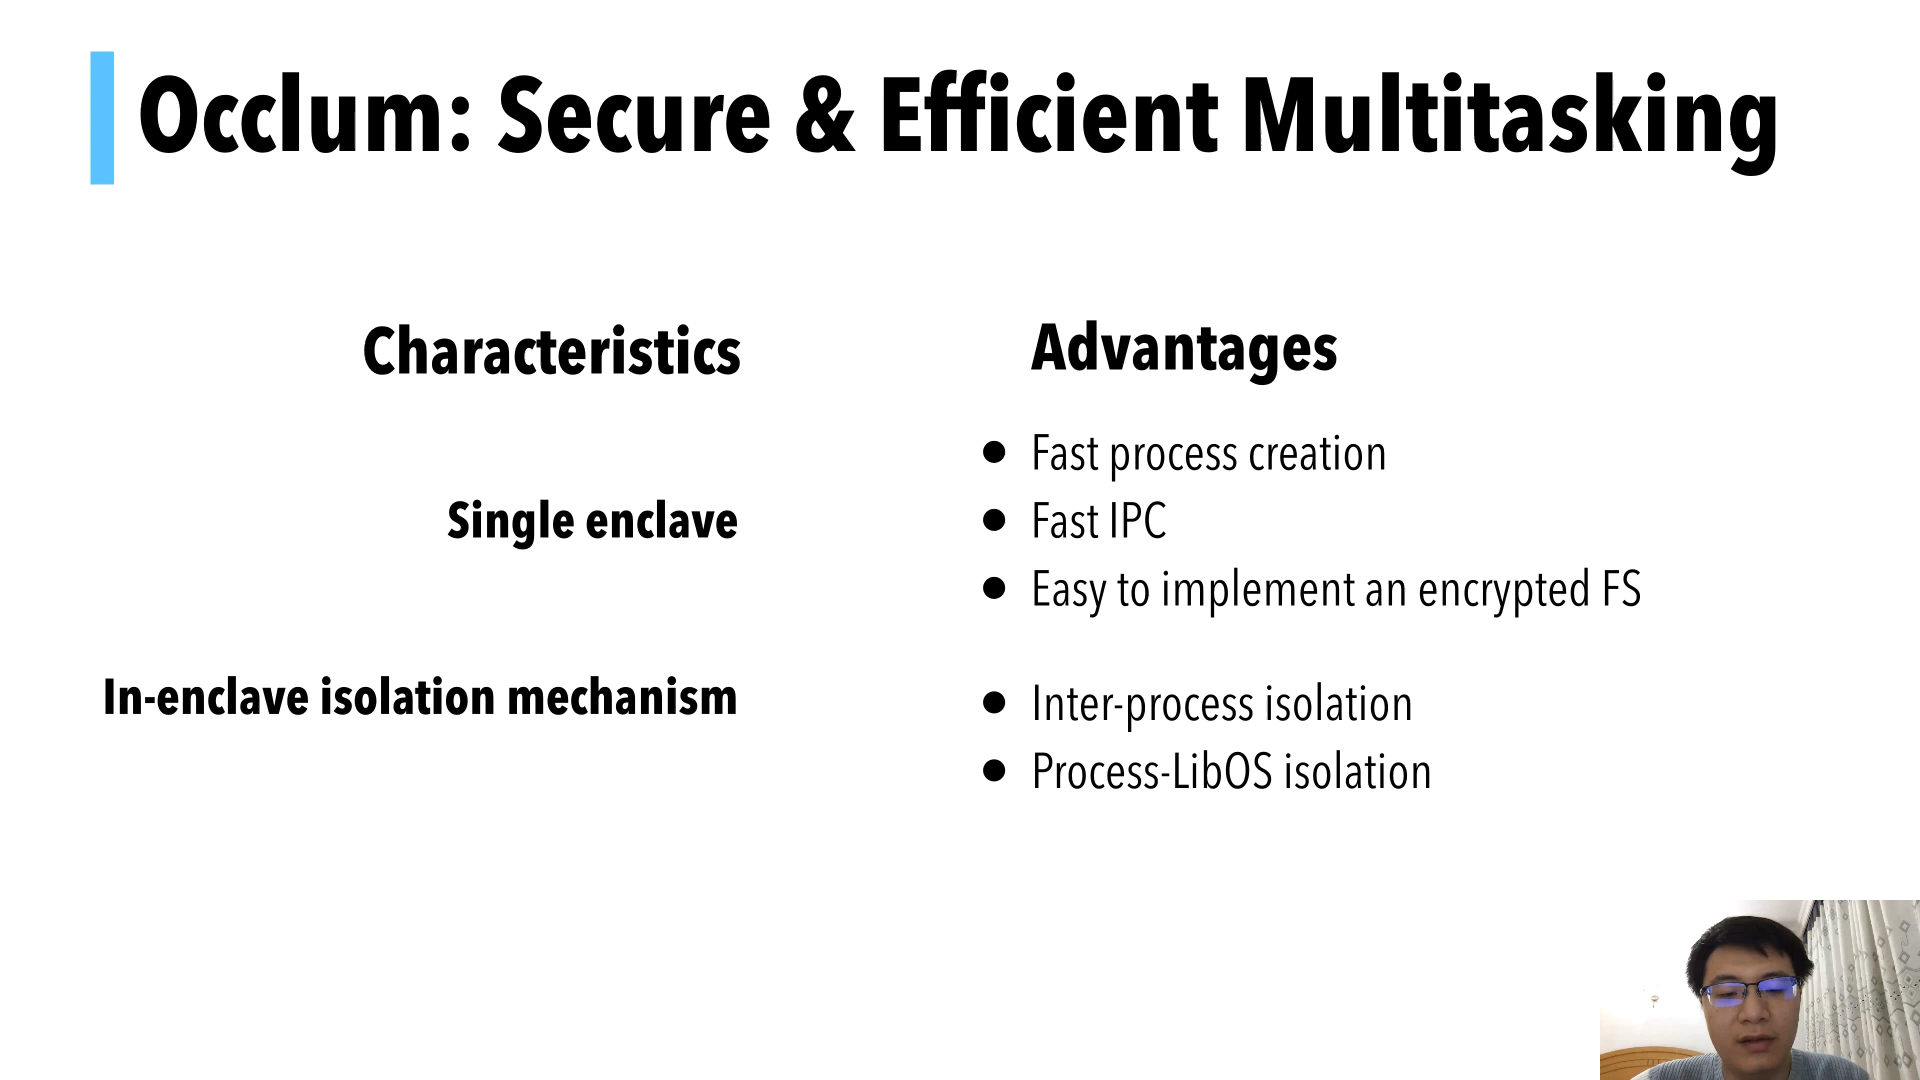 Occlum: Secure & Efficient Multitasking
Characteristics
Advantages
Single enclave
● Fast process creation
● Fast IPC
● Easy to implement an encrypted FS
In-enclave isolation mechanism
● Inter-process isolation
● Process-LibOS isolation